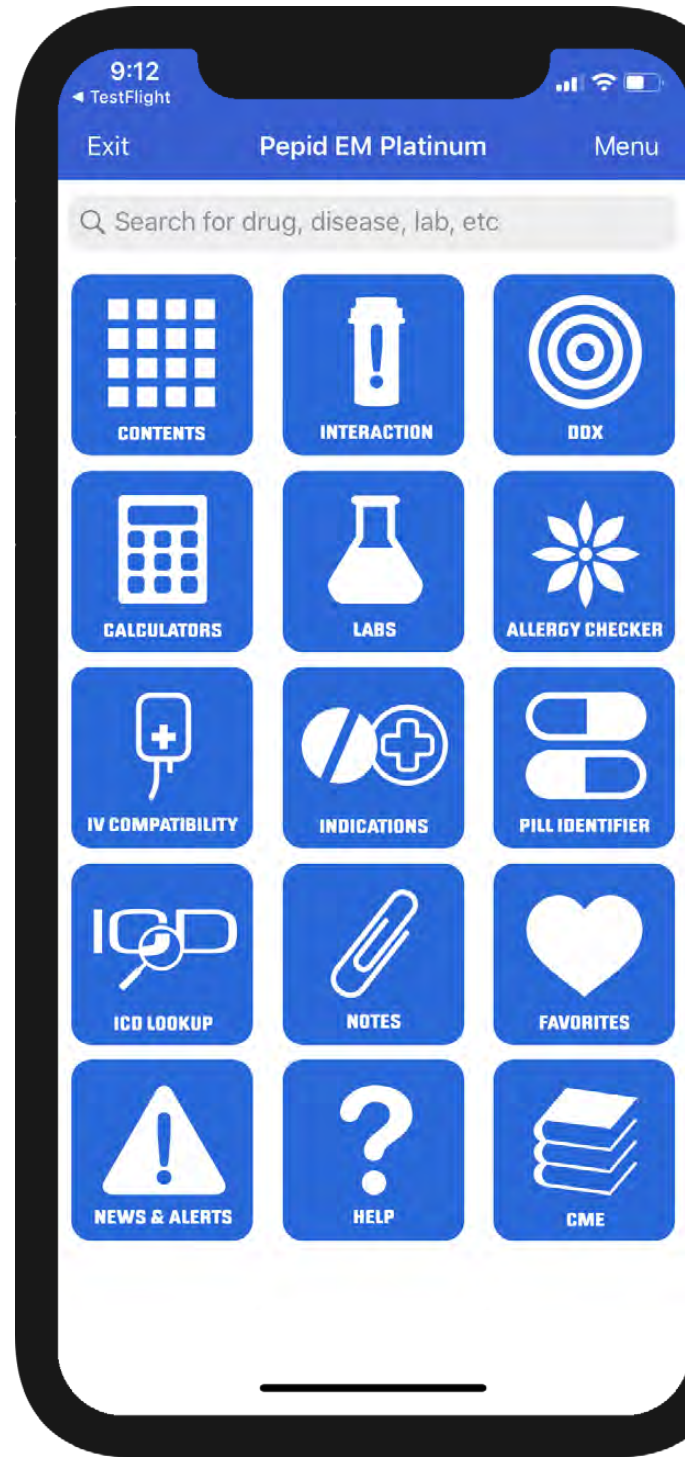 9:12
◀ TestFlight
Exit Pepid EM Platinum Menu
Search for drug, disease, lab, etc
CONTENTS INTERACTION DDX
CALCULATORS LABS ALLERGY CHECKER
IV COMPATIBILITY INDICATIONS PILL IDENTIFIER
ICD
ICD LOOKUP NOTES FAVORITES
NEWS & ALERTS HELP CME